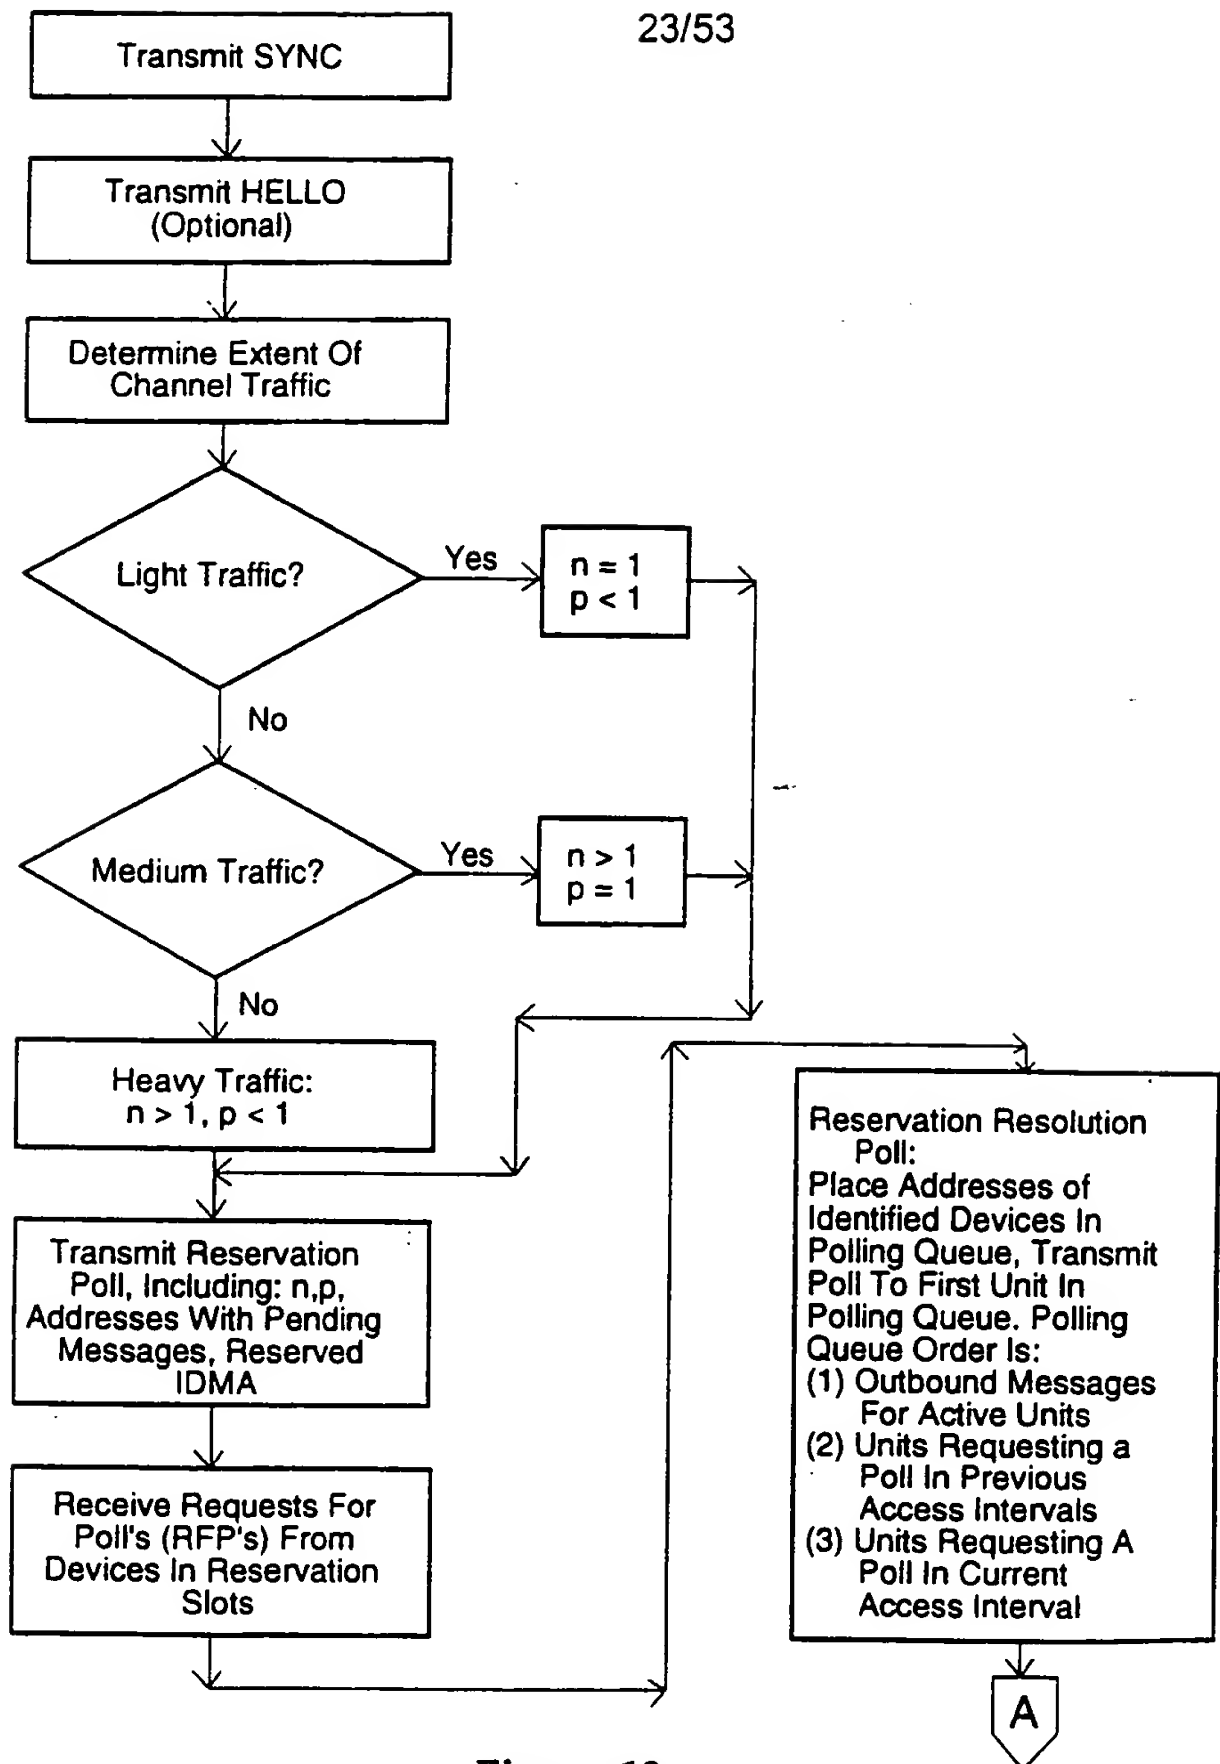 23/53
Transmit SYNC
Transmit HELLO
(Optional)
Determine Extent Of
Channel Traffic
Light Traffic?
Yes
n = 1
p < 1
No
Medium Traffic?
Yes
n > 1
p = 1
No
Heavy Traffic:
n > 1, p < 1
Transmit Reservation
Poll, Including: n,p,
Addresses With Pending
Messages, Reserved
IDMA
Receive Requests For
Poll's (RFP's) From
Devices In Reservation
Slots
Reservation Resolution
Poll:
Place Addresses of
Identified Devices In
Polling Queue, Transmit
Poll To First Unit In
Polling Queue. Polling
Queue Order Is:
(1) Outbound Messages
For Active Units
(2) Units Requesting a
Poll In Previous
Access Intervals
(3) Units Requesting A
Poll In Current
Access Interval
A